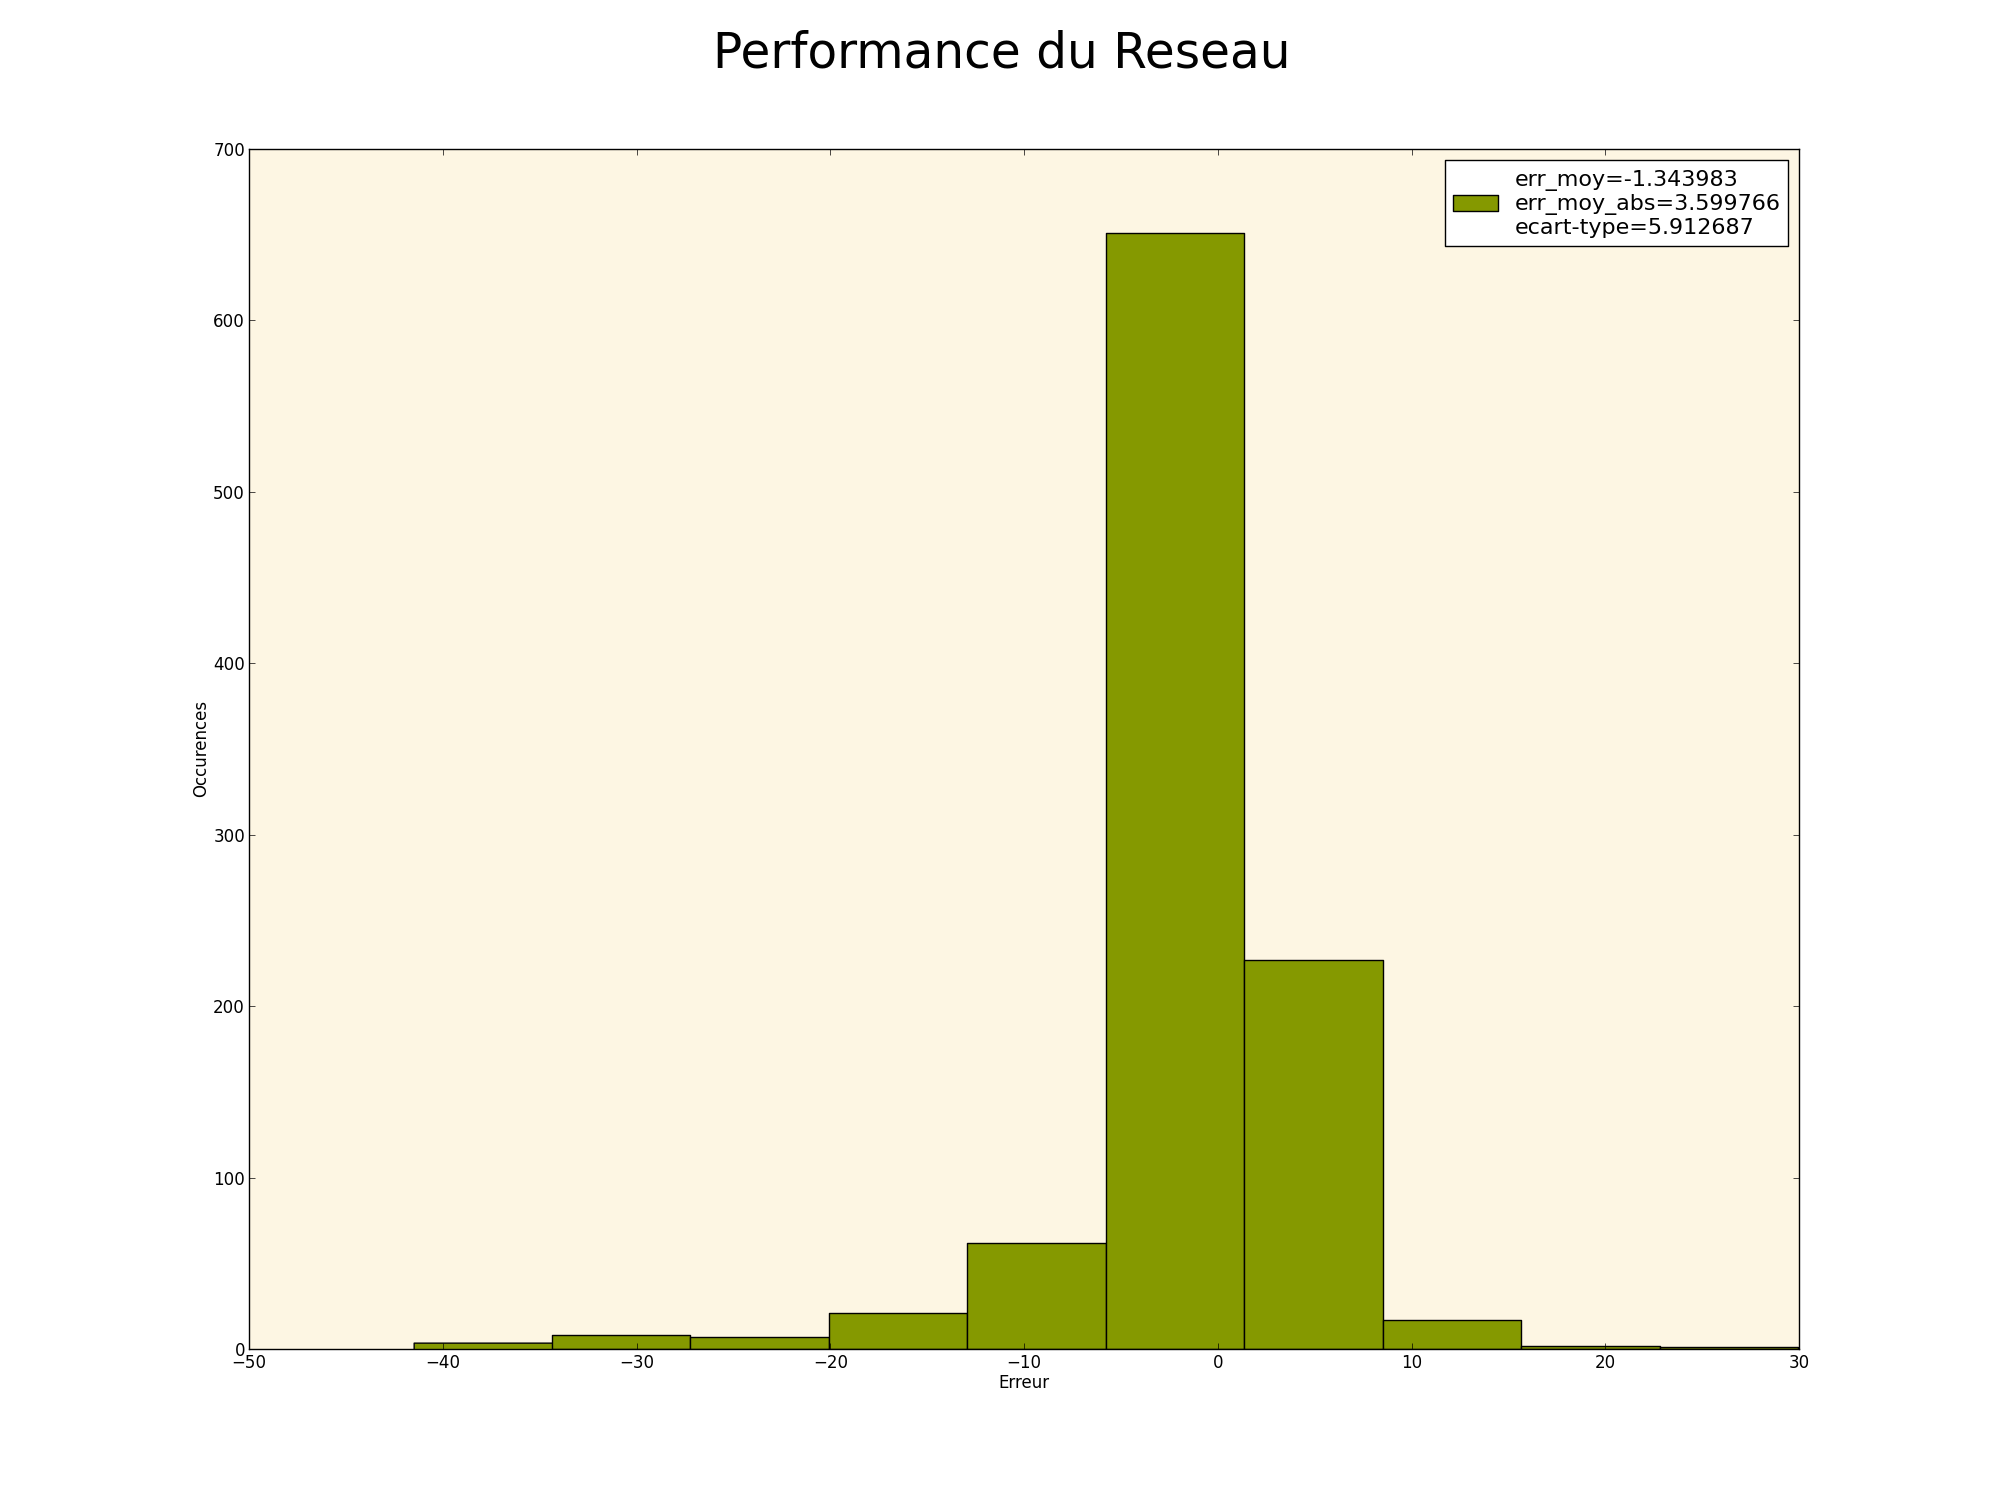 Performance du Reseau
700
600
500
400
300
200
100
0
Occurences
err_moy=-1.343983
err_moy_abs=3.599766
ecart-type=5.912687
−50 −40 −30 −20 −10 0 10 20 30
Erreur